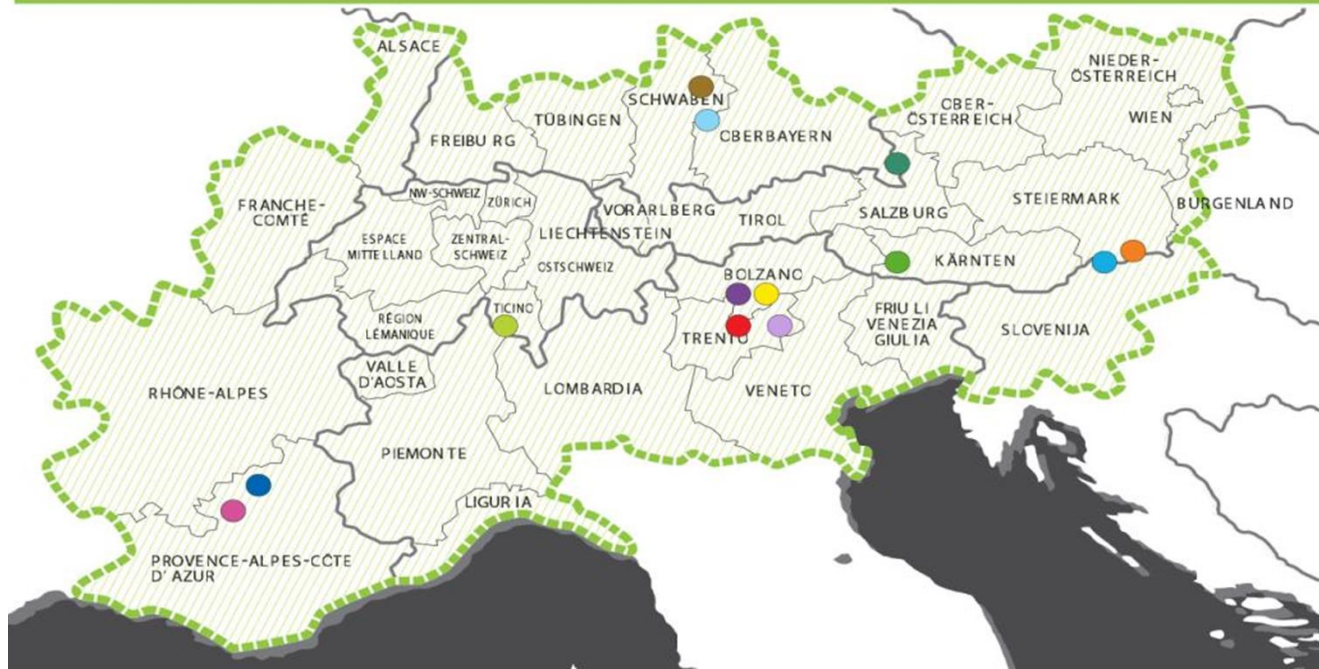 ALSACE
NIEDER-
ÖSTERREICH
SCHWABEN
OBER-
ÖSTERREICH
WIEN
TÜBINGEN
OBERBAYERN
FREIBURG
NW-SCHWEIZ
ZÜRICH
FRANCHE-
COMTÉ
VORARLBERG
TIROL
SALZBURG
STEIERMARK
BURGENLAND
ESPACE
MITTELLAND
ZENTRAL-
SCHWEIZ
LIECHTENSTEIN
OSTSCHWEIZ
BOLZANO
KÄRNTEN
TICINO
RÉGION
LÉMANIQUE
FRIULI
VENEZIA
GIULIA
SLOVENIJA
TRENTO
VALLE
D'AOSTA
RHÔNE-ALPES
LOMBARDIA
VENETO
PIEMONTE
LIGURIA
PROVENCE-ALPES-CÔTE
D' AZUR